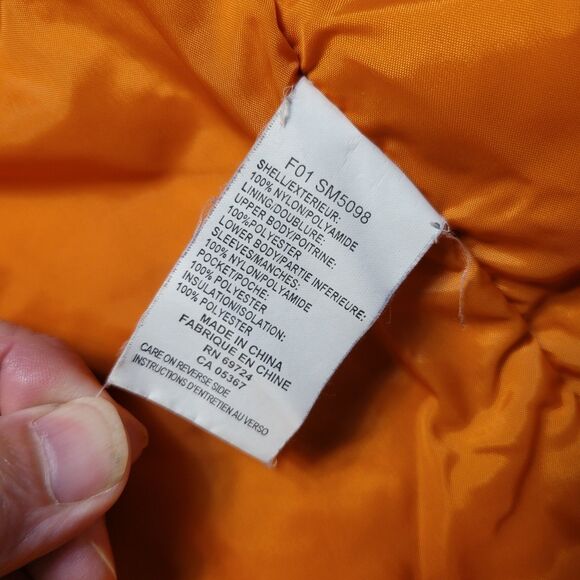 F01 SM5098
SHELL/EXTERIEUR:
100% NYLON/POLYAMIDE
LINING/DOUBLURE:
UPPER BODY/POITRINE:
100%POLYESTER
LOWER BODY/PARTIE INFERIEURE:
SLEEVES/MANCHES:
100% NYLON/POLYAMIDE
POCKET/POCHE:
100% POLYESTER
INSULATION/ISOLATION:
100% POLYESTER
MADE IN CHINA
FABRIQUE EN CHINE
RN 69724
CA 05367
CARE ON REVERSE SIDE
INSTRUCTIONS D'ENTRETIEN AU VERSO